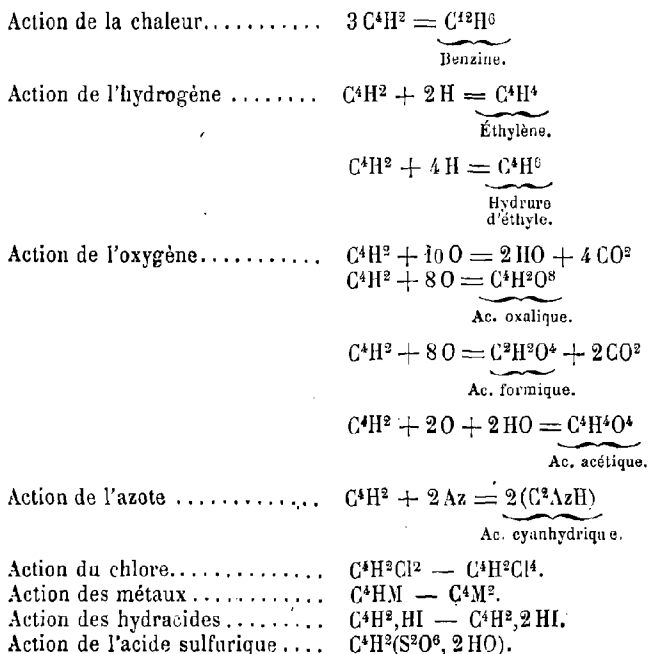 Action de la chaleur........... 3 C⁴H² = C¹²H⁶
Benzine.
Action de l'hydrogène ........ C⁴H² + 2 H = C⁴H⁴
Éthylène.
C⁴H² + 4 H = C⁴H⁶
Hydrure
d'éthyle.
Action de l'oxygène........... C⁴H² + 10 O = 2 HO + 4 CO²
C⁴H² + 8 O = C⁴H²O⁸
Ac. oxalique.
C⁴H² + 8 O = C²H²O⁴ + 2 CO²
Ac. formique.
C⁴H² + 2 O + 2 HO = C⁴H⁴O⁴
Ac. acétique.
Action de l'azote ............. C⁴H² + 2 Az = 2 (C²AzH)
Ac. cyanhydrique.
Action du chlore.............. C⁴H²Cl² — C⁴H²Cl⁴.
Action des métaux ............ C⁴HM — C⁴M².
Action des hydracides ......... C⁴H²,HI — C⁴H²,2 HI.
Action de l'acide sulfurique .... C⁴H²(S²O⁶, 2 HO).